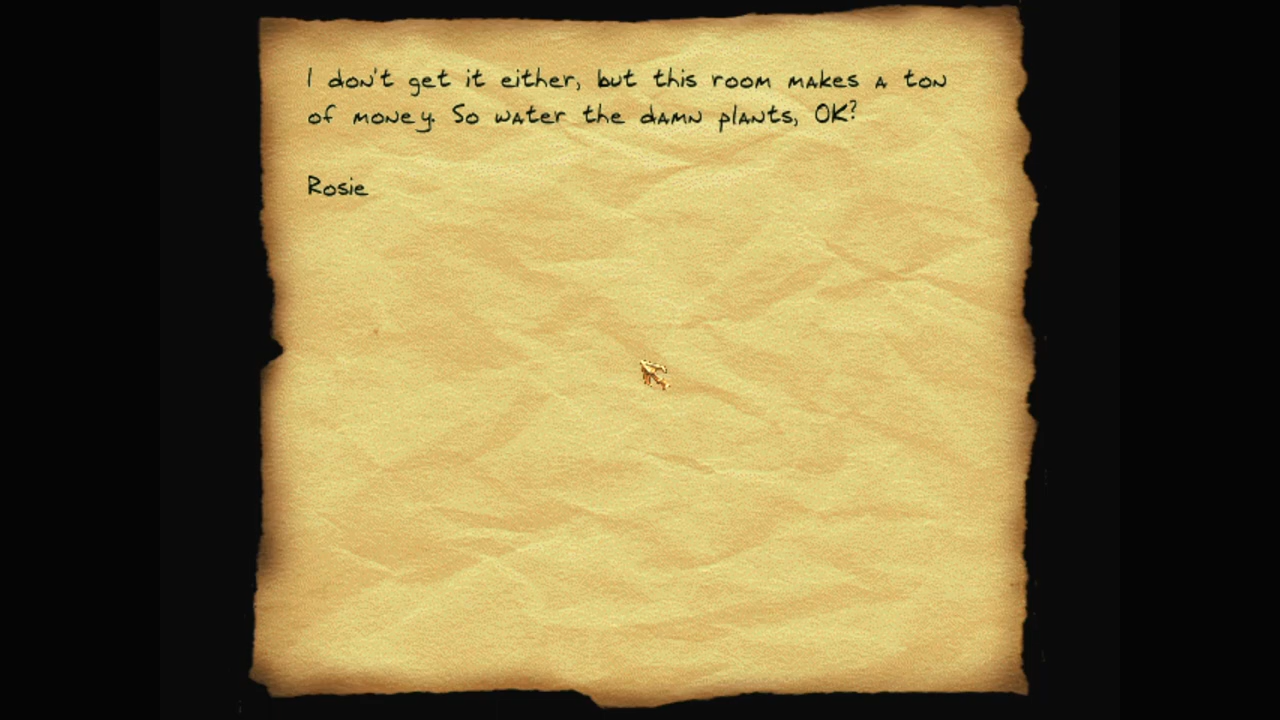 I don't get it either, but this room makes a ton
of money. So water the damn plants, OK?
Rosie